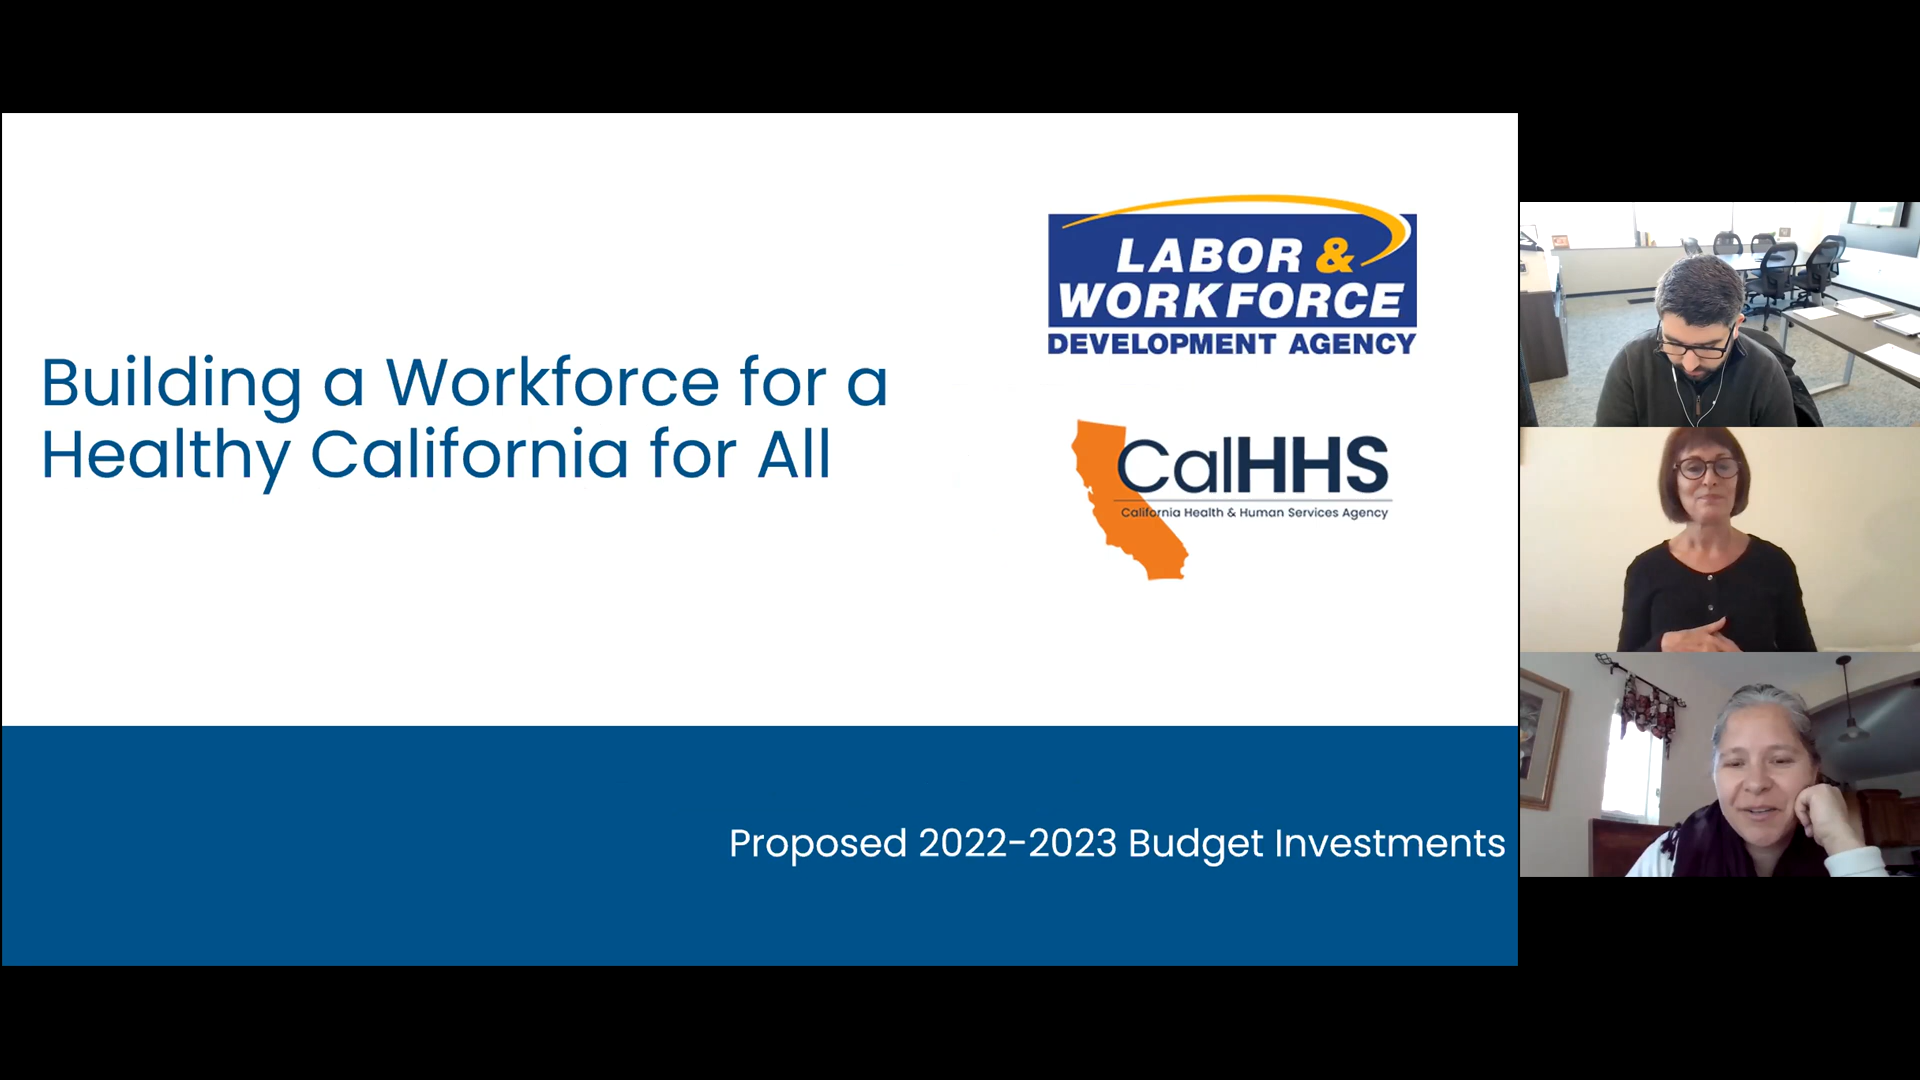 Building a Workforce for a
Healthy California for All
LABOR &
WORKFORCE
DEVELOPMENT AGENCY
CalHHS
California Health & Human Services Agency
Proposed 2022-2023 Budget Investments